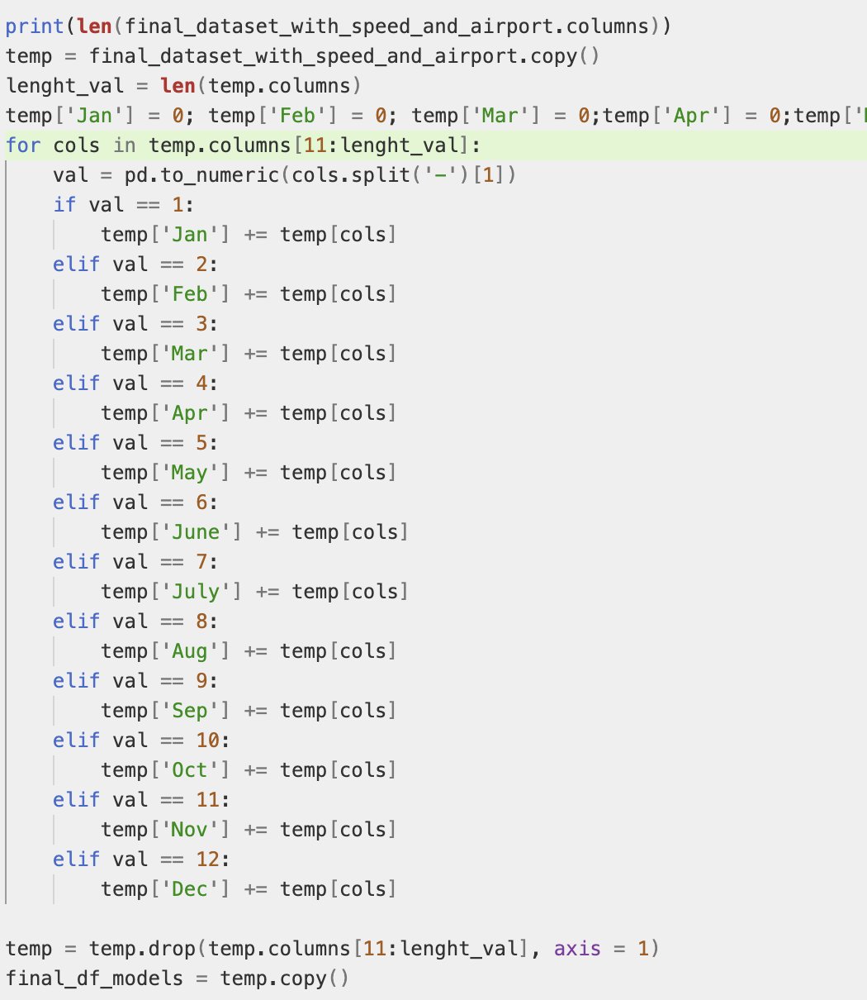 print(len(final_dataset_with_speed_and_airport.columns))
temp = final_dataset_with_speed_and_airport.copy()
lenght_val = len(temp.columns)
temp['Jan'] = 0; temp['Feb'] = 0; temp['Mar'] = 0;temp['Apr'] = 0;temp['
for cols in temp.columns[11:lenght_val]:
    val = pd.to_numeric(cols.split('-')[1])
    if val == 1:
        temp['Jan'] += temp[cols]
    elif val == 2:
        temp['Feb'] += temp[cols]
    elif val == 3:
        temp['Mar'] += temp[cols]
    elif val == 4:
        temp['Apr'] += temp[cols]
    elif val == 5:
        temp['May'] += temp[cols]
    elif val == 6:
        temp['June'] += temp[cols]
    elif val == 7:
        temp['July'] += temp[cols]
    elif val == 8:
        temp['Aug'] += temp[cols]
    elif val == 9:
        temp['Sep'] += temp[cols]
    elif val == 10:
        temp['Oct'] += temp[cols]
    elif val == 11:
        temp['Nov'] += temp[cols]
    elif val == 12:
        temp['Dec'] += temp[cols]
temp = temp.drop(temp.columns[11:lenght_val], axis = 1)
final_df_models = temp.copy()